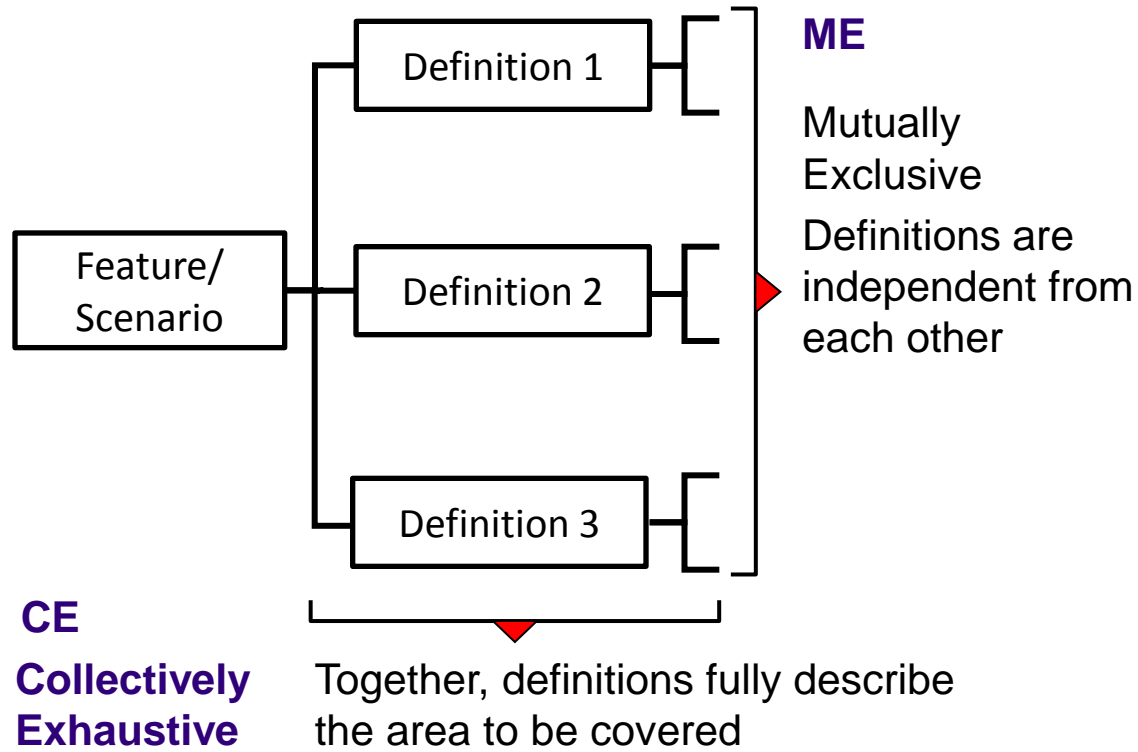 Feature/
Scenario
Definition 1
Definition 2
Definition 3
ME
Mutually
Exclusive
Definitions are
independent from
each other
CE
Collectively
Exhaustive
Together, definitions fully describe
the area to be covered